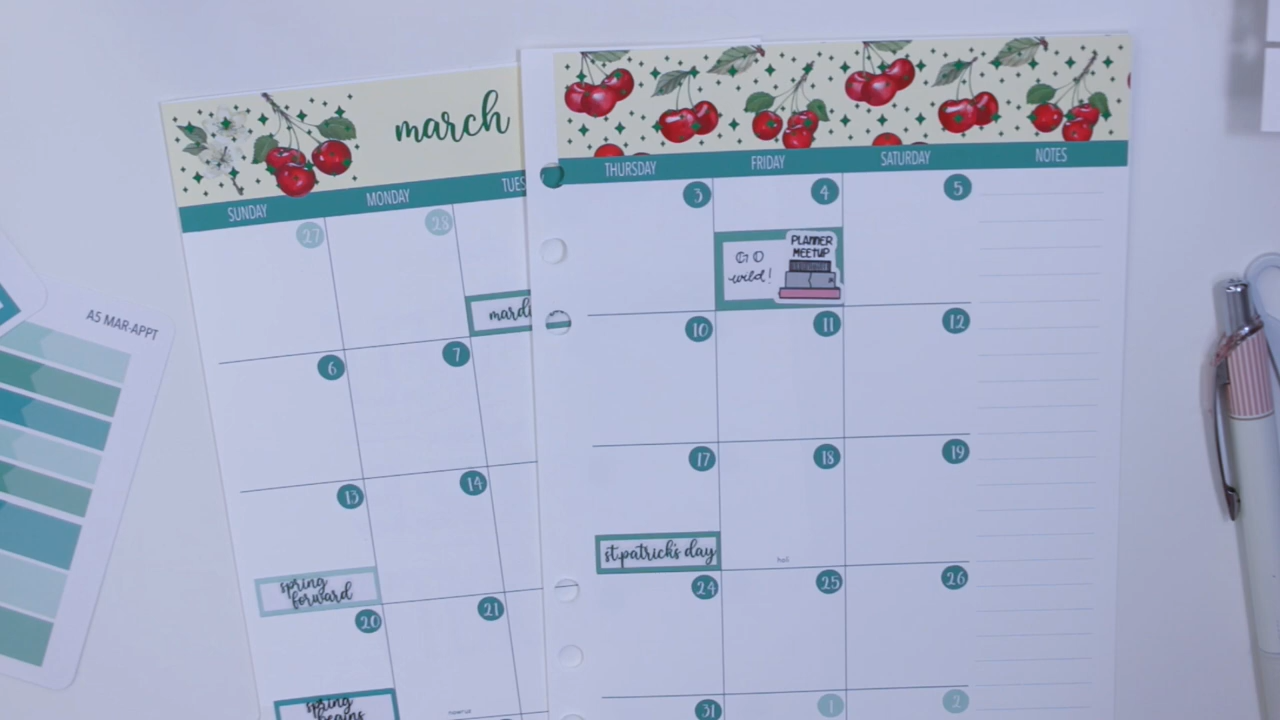 march
SUNDAY MONDAY TUES
27 28
mardi
6 7
13 14
spring
forward
20 21
spring
begins
THURSDAY FRIDAY SATURDAY NOTES
3 4 5
GO
wild!
PLANNER
MEETUP
10 11 12
17 18 19
st.patrick's day
holi
24 25 26
31 1 2
A5 MAR-APPT